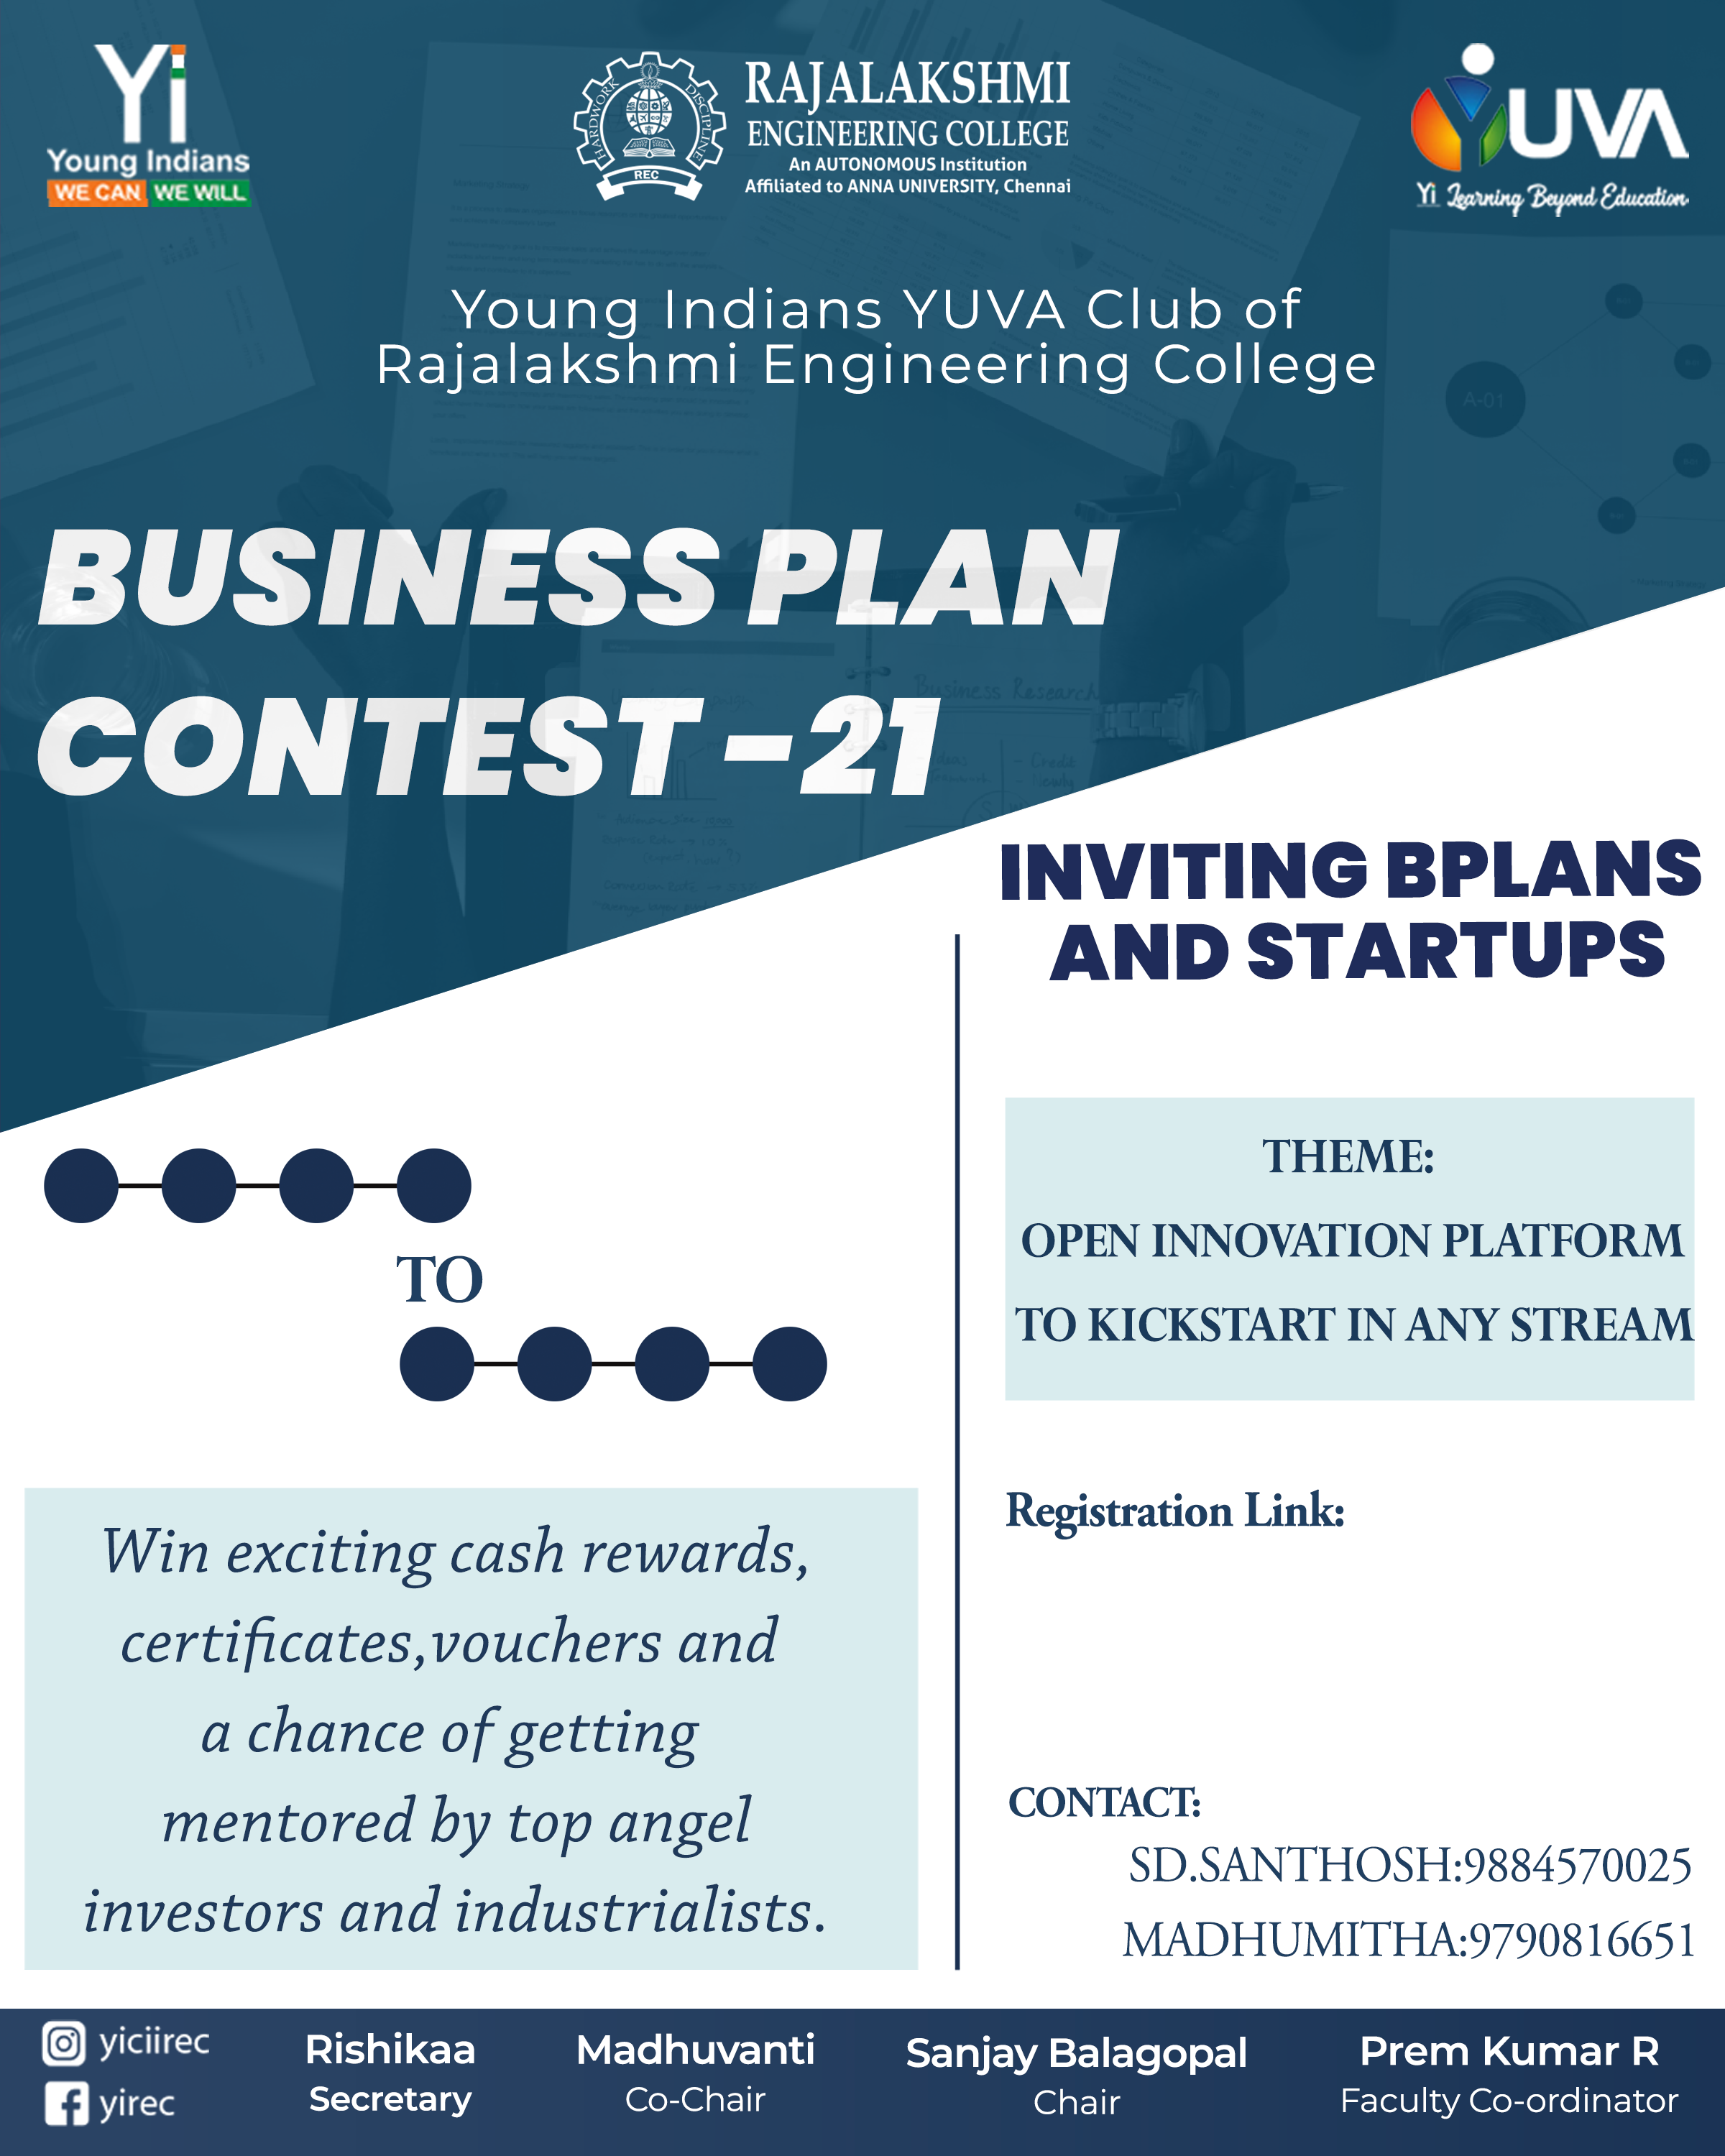 Yi
Young Indians
WE CAN WE WILL
HARDWORK
DISCIPLINE
REC
RAJALAKSHMI
ENGINEERING COLLEGE
An AUTONOMOUS Institution
Affiliated to ANNA UNIVERSITY, Chennai
YUVA
Yi Learning Beyond Education
Young Indians YUVA Club of
Rajalakshmi Engineering College
A-01
BUSINESS PLAN
CONTEST -21
Business Research
INVITING BPLANS
AND STARTUPS
TO
THEME:
OPEN INNOVATION PLATFORM
TO KICKSTART IN ANY STREAM
Win exciting cash rewards,
certificates,vouchers and
a chance of getting
mentored by top angel
investors and industrialists.
Registration Link:
CONTACT:
SD.SANTHOSH:9884570025
MADHUMITHA:9790816651
yiciirec
yirec
Rishikaa
Secretary
Madhuvanti
Co-Chair
Sanjay Balagopal
Chair
Prem Kumar R
Faculty Co-ordinator